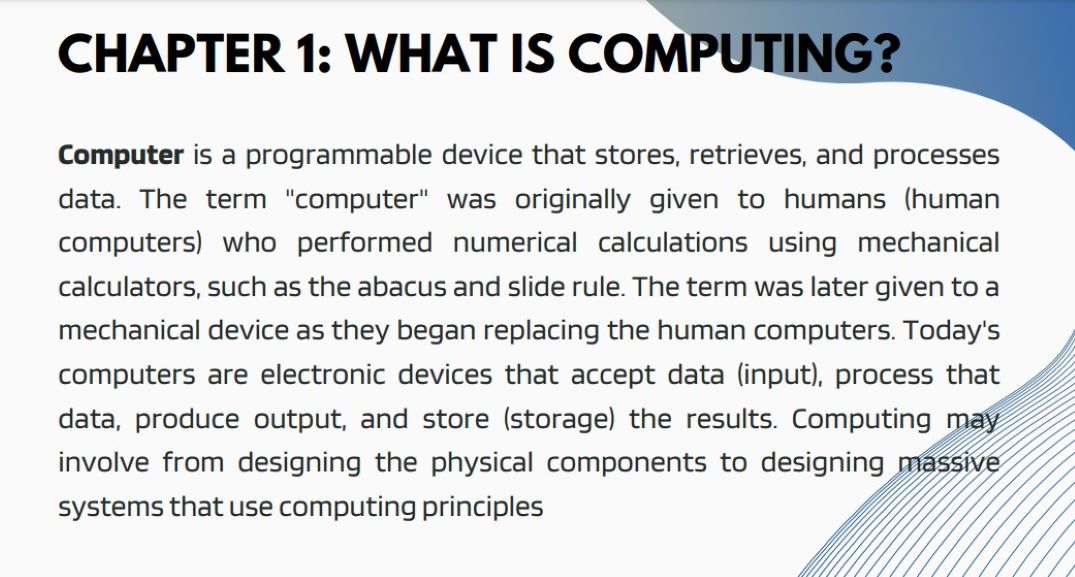 CHAPTER 1: WHAT IS COMPUTING?
Computer is a programmable device that stores, retrieves, and processes
data. The term "computer" was originally given to humans (human
computers) who performed numerical calculations using mechanical
calculators, such as the abacus and slide rule. The term was later given to a
mechanical device as they began replacing the human computers. Today's
computers are electronic devices that accept data (input), process that
data, produce output, and store (storage) the results. Computing may
involve from designing the physical components to designing massive
systems that use computing principles